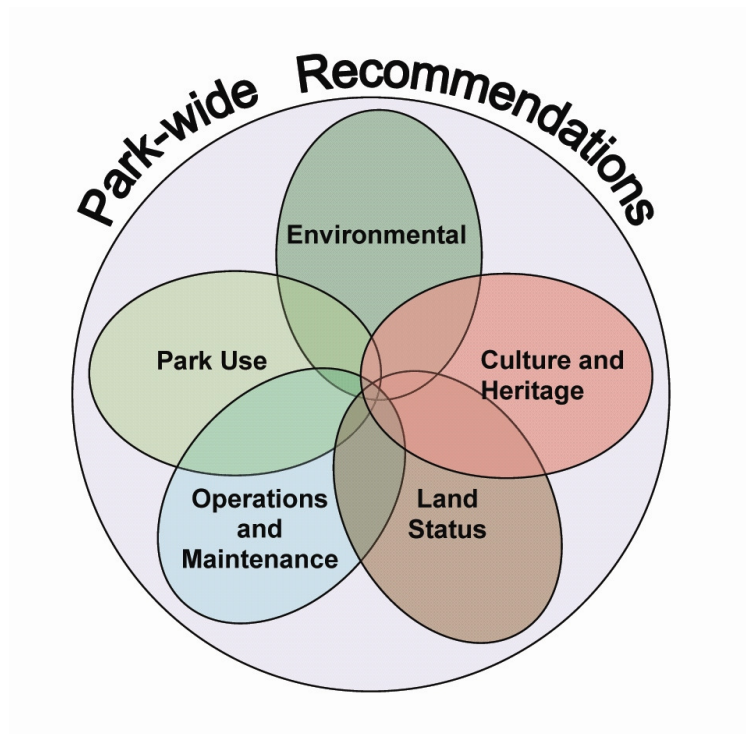 Park-wide Recommendations
Environmental
Park Use
Culture and
Heritage
Operations
and
Maintenance
Land
Status